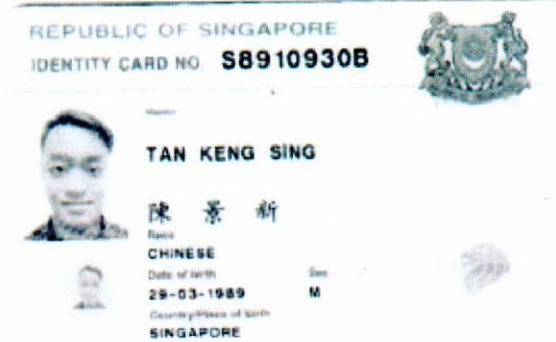 REPUBLIC OF SINGAPORE
IDENTITY CARD NO. S8910930B
Name
TAN KENG SING
陳 景 新
Race
CHINESE
Date of birth Sex
29-03-1989 M
Country/Place of birth
SINGAPORE